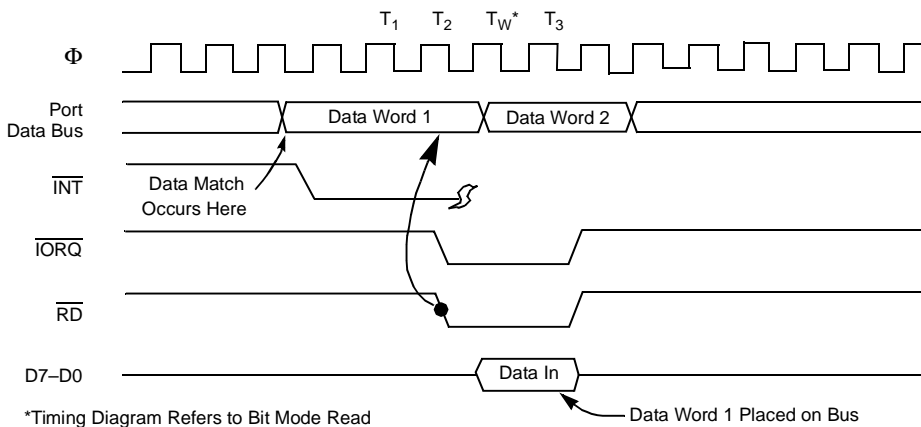 T1 T2 TW* T3
Φ
Port
Data Bus
Data Word 1 Data Word 2
INT
Data Match
Occurs Here
IORQ
RD
D7–D0
Data In
*Timing Diagram Refers to Bit Mode Read
Data Word 1 Placed on Bus